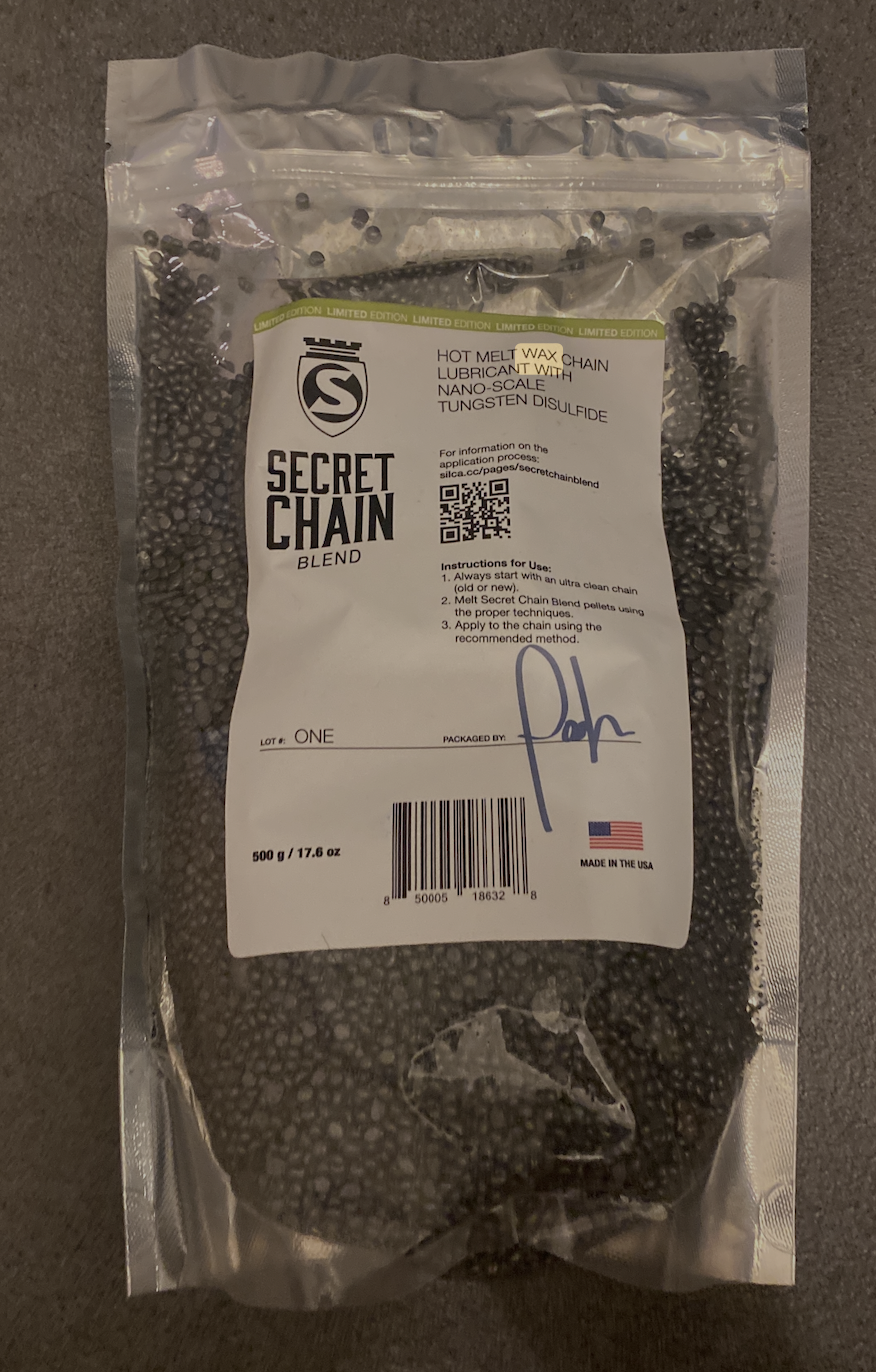 LIMITED EDITION LIMITED EDITION LIMITED EDITION LIMITED EDITION LIMITED EDITION
S
SECRET
CHAIN
BLEND
HOT MELT WAX CHAIN
LUBRICANT WITH
NANO-SCALE
TUNGSTEN DISULFIDE
For information on the
application process:
silca.cc/pages/secretchainblend
Instructions for Use:
1. Always start with an ultra clean chain
(old or new).
2. Melt Secret Chain Blend pellets using
the proper techniques.
3. Apply to the chain using the
recommended method.
LOT #: ONE
PACKAGED BY:
500 g / 17.6 oz
8 50005 18632 8
MADE IN THE USA